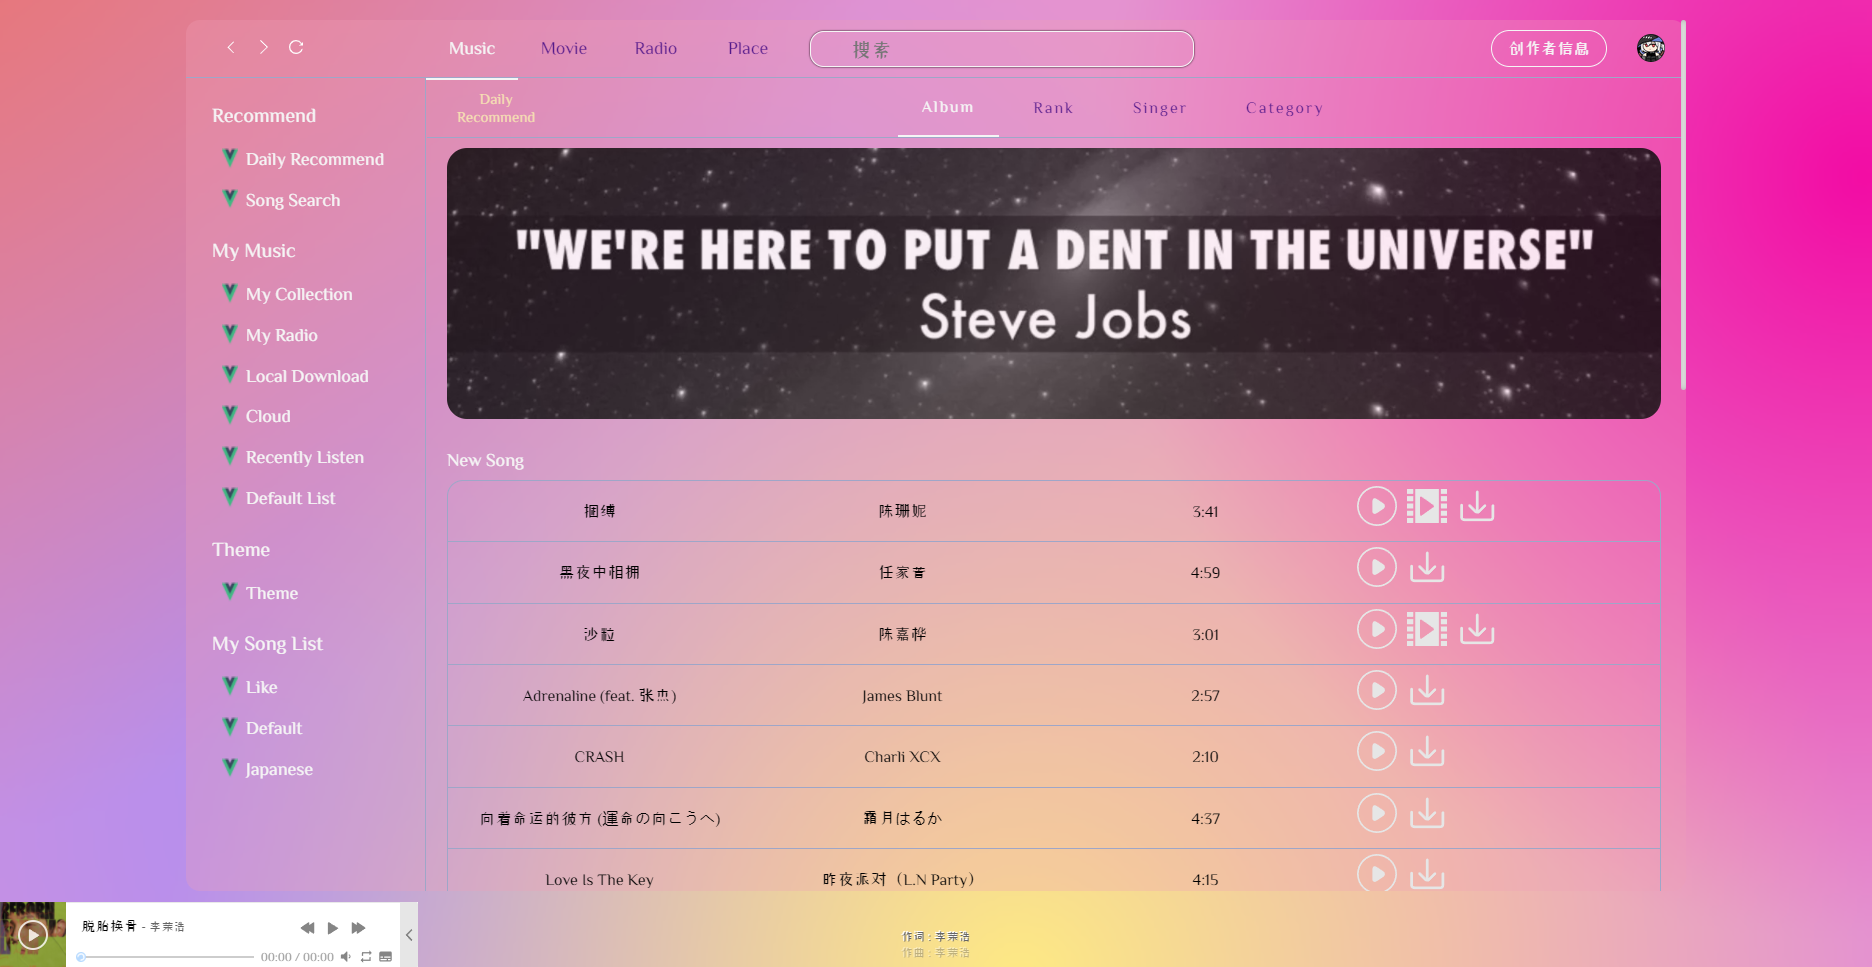 Music Movie Radio Place 搜索 创作者信息
Daily
Recommend
Album Rank Singer Category
Recommend
Daily Recommend
Song Search
My Music
My Collection
My Radio
Local Download
Cloud
Recently Listen
Default List
Theme
Theme
My Song List
Like
Default
Japanese
"WE'RE HERE TO PUT A DENT IN THE UNIVERSE"
Steve Jobs
New Song
捆缚 陈珊妮 3:41
黑夜中相拥 任家萱 4:59
沙粒 陈嘉桦 3:01
Adrenaline (feat. 张杰) James Blunt 2:57
CRASH Charli XCX 2:10
向着命运的彼方 (運命の向こうへ) 霜月はるか 4:37
Love Is The Key 昨夜派对（L.N Party） 4:15
脱胎换骨 - 李荣浩
00:00 / 00:00
作词 : 李荣浩
作曲 : 李荣浩